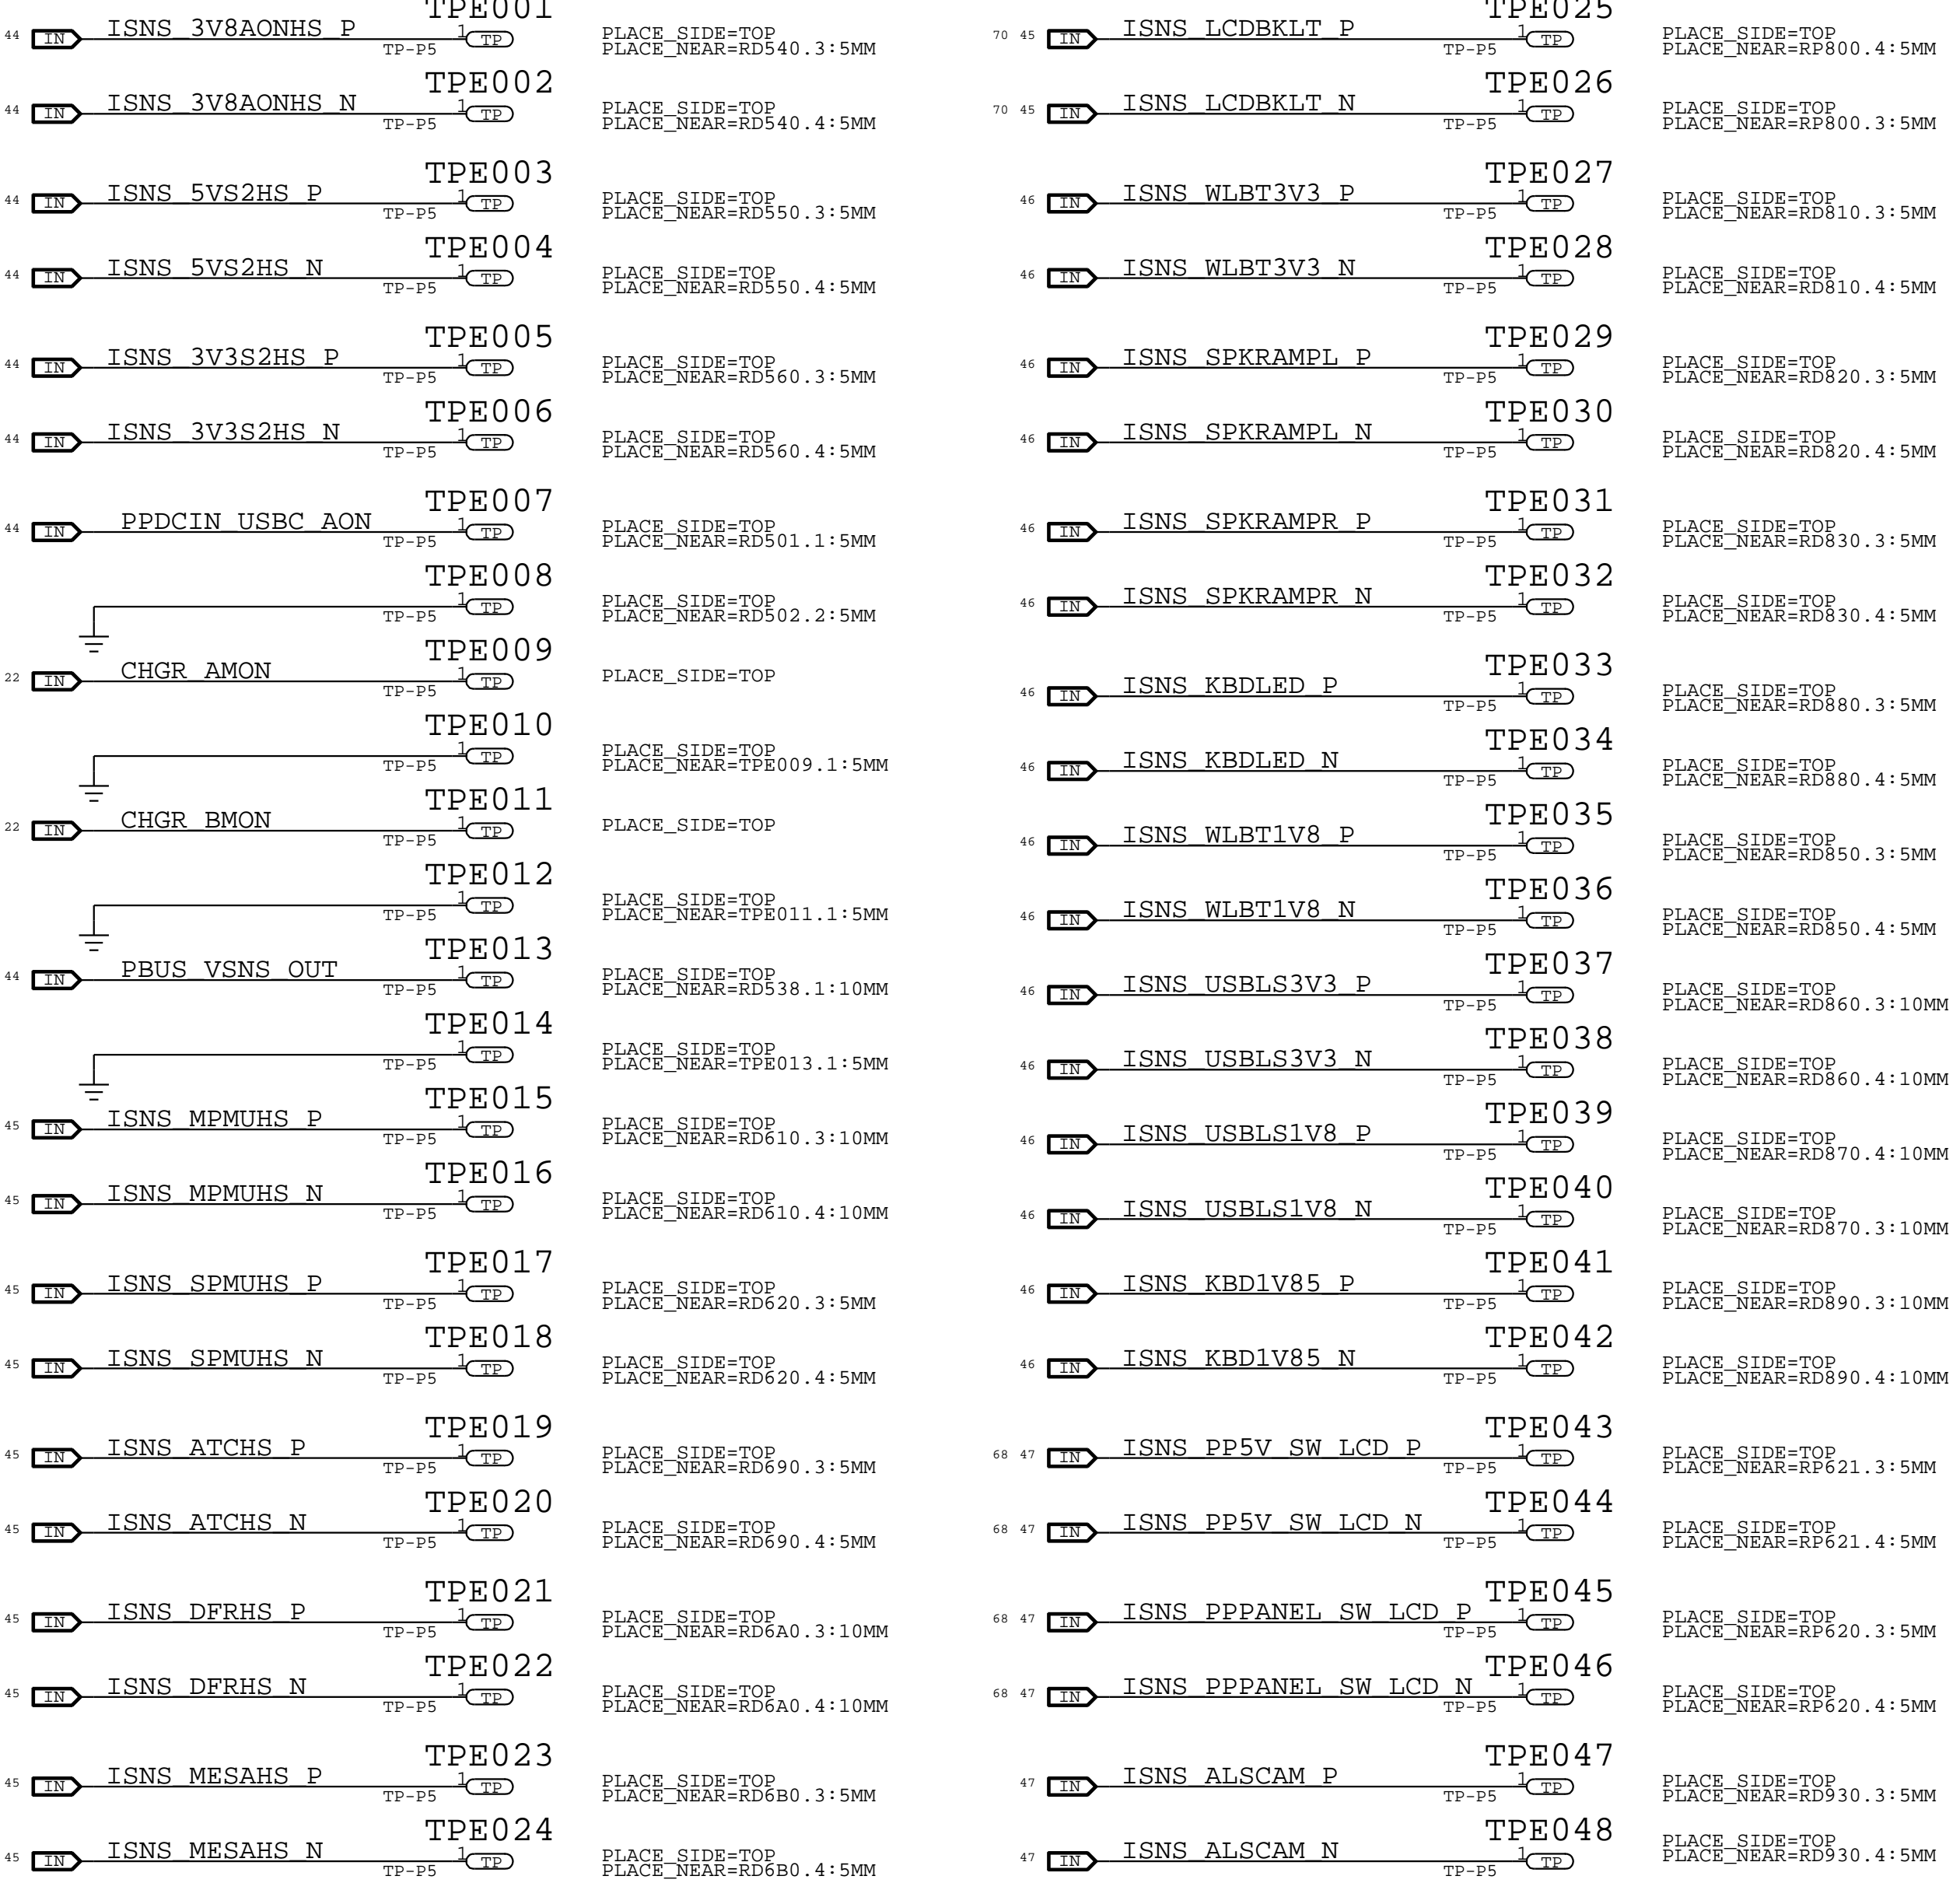 TPE001
44 IN ISNS_3V8AONHS_P 1 TP
TP-P5
PLACE_SIDE=TOP
PLACE_NEAR=RD540.3:5MM
TPE002
44 IN ISNS_3V8AONHS_N 1 TP
TP-P5
PLACE_SIDE=TOP
PLACE_NEAR=RD540.4:5MM
TPE003
44 IN ISNS_5VS2HS_P 1 TP
TP-P5
PLACE_SIDE=TOP
PLACE_NEAR=RD550.3:5MM
TPE004
44 IN ISNS_5VS2HS_N 1 TP
TP-P5
PLACE_SIDE=TOP
PLACE_NEAR=RD550.4:5MM
TPE005
44 IN ISNS_3V3S2HS_P 1 TP
TP-P5
PLACE_SIDE=TOP
PLACE_NEAR=RD560.3:5MM
TPE006
44 IN ISNS_3V3S2HS_N 1 TP
TP-P5
PLACE_SIDE=TOP
PLACE_NEAR=RD560.4:5MM
TPE007
44 IN PPDCIN_USBC_AON 1 TP
TP-P5
PLACE_SIDE=TOP
PLACE_NEAR=RD501.1:5MM
TPE008
1 TP
TP-P5
PLACE_SIDE=TOP
PLACE_NEAR=RD502.2:5MM
TPE009
22 IN CHGR_AMON 1 TP
TP-P5
PLACE_SIDE=TOP
TPE010
1 TP
TP-P5
PLACE_SIDE=TOP
PLACE_NEAR=TPE009.1:5MM
TPE011
22 IN CHGR_BMON 1 TP
TP-P5
PLACE_SIDE=TOP
TPE012
1 TP
TP-P5
PLACE_SIDE=TOP
PLACE_NEAR=TPE011.1:5MM
TPE013
44 IN PBUS_VSNS_OUT 1 TP
TP-P5
PLACE_SIDE=TOP
PLACE_NEAR=RD538.1:10MM
TPE014
1 TP
TP-P5
PLACE_SIDE=TOP
PLACE_NEAR=TPE013.1:5MM
TPE015
45 IN ISNS_MPMUHS_P 1 TP
TP-P5
PLACE_SIDE=TOP
PLACE_NEAR=RD610.3:10MM
TPE016
45 IN ISNS_MPMUHS_N 1 TP
TP-P5
PLACE_SIDE=TOP
PLACE_NEAR=RD610.4:10MM
TPE017
45 IN ISNS_SPMUHS_P 1 TP
TP-P5
PLACE_SIDE=TOP
PLACE_NEAR=RD620.3:5MM
TPE018
45 IN ISNS_SPMUHS_N 1 TP
TP-P5
PLACE_SIDE=TOP
PLACE_NEAR=RD620.4:5MM
TPE019
45 IN ISNS_ATCHS_P 1 TP
TP-P5
PLACE_SIDE=TOP
PLACE_NEAR=RD690.3:5MM
TPE020
45 IN ISNS_ATCHS_N 1 TP
TP-P5
PLACE_SIDE=TOP
PLACE_NEAR=RD690.4:5MM
TPE021
45 IN ISNS_DFRHS_P 1 TP
TP-P5
PLACE_SIDE=TOP
PLACE_NEAR=RD6A0.3:10MM
TPE022
45 IN ISNS_DFRHS_N 1 TP
TP-P5
PLACE_SIDE=TOP
PLACE_NEAR=RD6A0.4:10MM
TPE023
45 IN ISNS_MESAHS_P 1 TP
TP-P5
PLACE_SIDE=TOP
PLACE_NEAR=RD6B0.3:5MM
TPE024
45 IN ISNS_MESAHS_N 1 TP
TP-P5
PLACE_SIDE=TOP
PLACE_NEAR=RD6B0.4:5MM
TPE025
70 45 IN ISNS_LCDBKLT_P 1 TP
TP-P5
PLACE_SIDE=TOP
PLACE_NEAR=RP800.4:5MM
TPE026
70 45 IN ISNS_LCDBKLT_N 1 TP
TP-P5
PLACE_SIDE=TOP
PLACE_NEAR=RP800.3:5MM
TPE027
46 IN ISNS_WLBT3V3_P 1 TP
TP-P5
PLACE_SIDE=TOP
PLACE_NEAR=RD810.3:5MM
TPE028
46 IN ISNS_WLBT3V3_N 1 TP
TP-P5
PLACE_SIDE=TOP
PLACE_NEAR=RD810.4:5MM
TPE029
46 IN ISNS_SPKRAMPL_P 1 TP
TP-P5
PLACE_SIDE=TOP
PLACE_NEAR=RD820.3:5MM
TPE030
46 IN ISNS_SPKRAMPL_N 1 TP
TP-P5
PLACE_SIDE=TOP
PLACE_NEAR=RD820.4:5MM
TPE031
46 IN ISNS_SPKRAMPR_P 1 TP
TP-P5
PLACE_SIDE=TOP
PLACE_NEAR=RD830.3:5MM
TPE032
46 IN ISNS_SPKRAMPR_N 1 TP
TP-P5
PLACE_SIDE=TOP
PLACE_NEAR=RD830.4:5MM
TPE033
46 IN ISNS_KBDLED_P 1 TP
TP-P5
PLACE_SIDE=TOP
PLACE_NEAR=RD880.3:5MM
TPE034
46 IN ISNS_KBDLED_N 1 TP
TP-P5
PLACE_SIDE=TOP
PLACE_NEAR=RD880.4:5MM
TPE035
46 IN ISNS_WLBT1V8_P 1 TP
TP-P5
PLACE_SIDE=TOP
PLACE_NEAR=RD850.3:5MM
TPE036
46 IN ISNS_WLBT1V8_N 1 TP
TP-P5
PLACE_SIDE=TOP
PLACE_NEAR=RD850.4:5MM
TPE037
46 IN ISNS_USBLS3V3_P 1 TP
TP-P5
PLACE_SIDE=TOP
PLACE_NEAR=RD860.3:10MM
TPE038
46 IN ISNS_USBLS3V3_N 1 TP
TP-P5
PLACE_SIDE=TOP
PLACE_NEAR=RD860.4:10MM
TPE039
46 IN ISNS_USBLS1V8_P 1 TP
TP-P5
PLACE_SIDE=TOP
PLACE_NEAR=RD870.4:10MM
TPE040
46 IN ISNS_USBLS1V8_N 1 TP
TP-P5
PLACE_SIDE=TOP
PLACE_NEAR=RD870.3:10MM
TPE041
46 IN ISNS_KBD1V85_P 1 TP
TP-P5
PLACE_SIDE=TOP
PLACE_NEAR=RD890.3:10MM
TPE042
46 IN ISNS_KBD1V85_N 1 TP
TP-P5
PLACE_SIDE=TOP
PLACE_NEAR=RD890.4:10MM
TPE043
68 47 IN ISNS_PP5V_SW_LCD_P 1 TP
TP-P5
PLACE_SIDE=TOP
PLACE_NEAR=RP621.3:5MM
TPE044
68 47 IN ISNS_PP5V_SW_LCD_N 1 TP
TP-P5
PLACE_SIDE=TOP
PLACE_NEAR=RP621.4:5MM
TPE045
68 47 IN ISNS_PPPANEL_SW_LCD_P 1 TP
TP-P5
PLACE_SIDE=TOP
PLACE_NEAR=RP620.3:5MM
TPE046
68 47 IN ISNS_PPPANEL_SW_LCD_N 1 TP
TP-P5
PLACE_SIDE=TOP
PLACE_NEAR=RP620.4:5MM
TPE047
47 IN ISNS_ALSCAM_P 1 TP
TP-P5
PLACE_SIDE=TOP
PLACE_NEAR=RD930.3:5MM
TPE048
47 IN ISNS_ALSCAM_N 1 TP
TP-P5
PLACE_SIDE=TOP
PLACE_NEAR=RD930.4:5MM